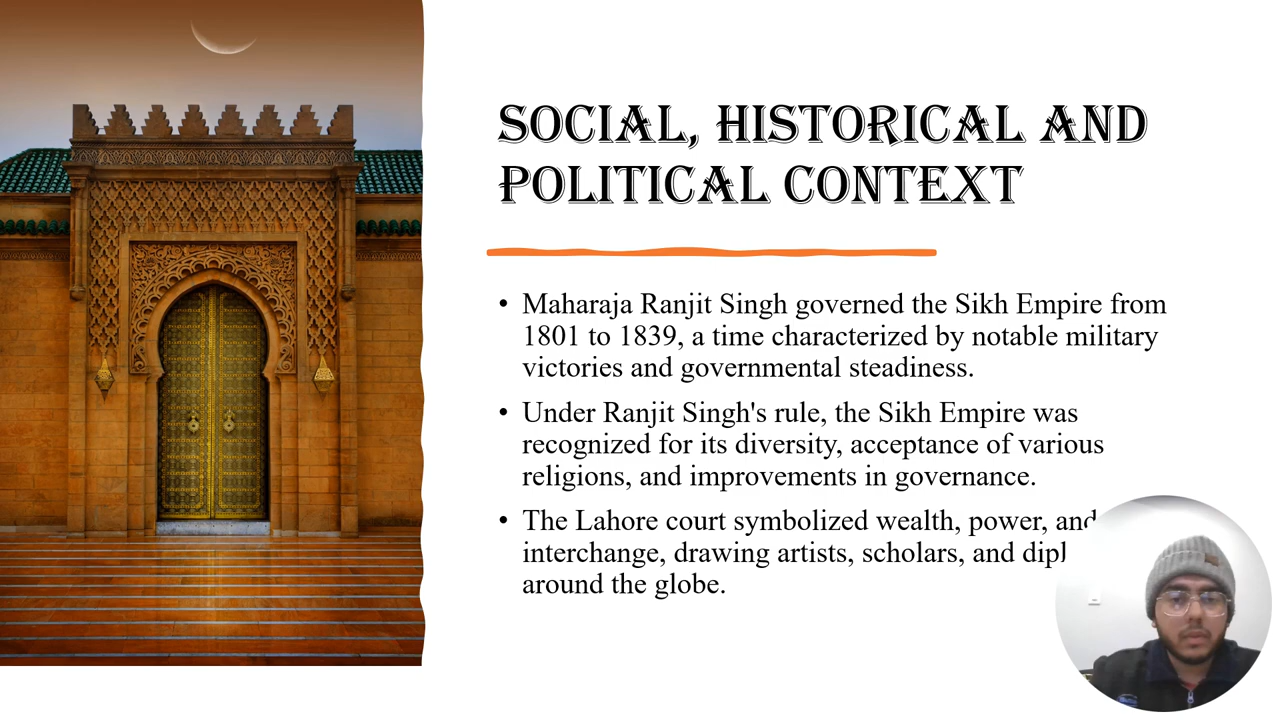 SOCIAL, HISTORICAL AND
POLITICAL CONTEXT
• Maharaja Ranjit Singh governed the Sikh Empire from
1801 to 1839, a time characterized by notable military
victories and governmental steadiness.
• Under Ranjit Singh's rule, the Sikh Empire was
recognized for its diversity, acceptance of various
religions, and improvements in governance.
• The Lahore court symbolized wealth, power, and
interchange, drawing artists, scholars, and
around the globe.